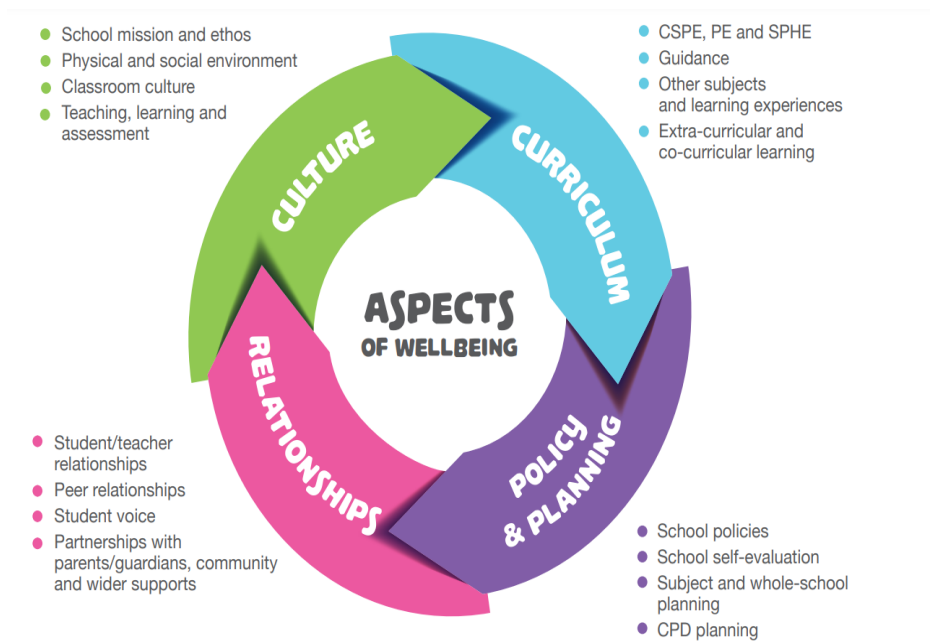 School mission and ethos
Physical and social environment
Classroom culture
Teaching, learning and
assessment
CSPE, PE and SPHE
Guidance
Other subjects
and learning experiences
Extra-curricular and
co-curricular learning
CULTURE
CURRICULUM
ASPECTS
OF WELLBEING
RELATIONSHIPS
POLICY
& PLANNING
Student/teacher
relationships
Peer relationships
Student voice
Partnerships with
parents/guardians, community
and wider supports
School policies
School self-evaluation
Subject and whole-school
planning
CPD planning